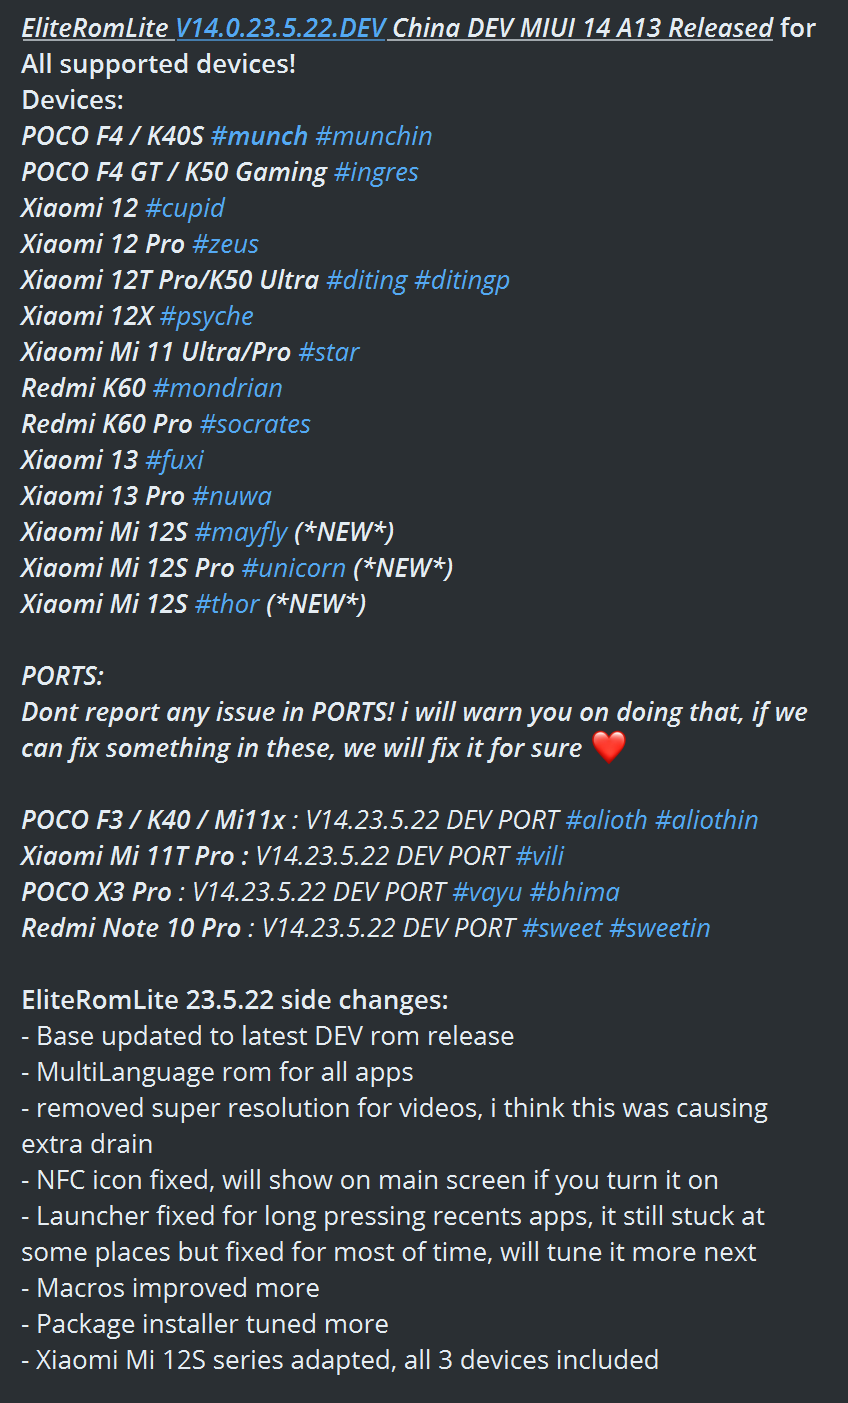 EliteRomLite V14.0.23.5.22.DEV China DEV MIUI 14 A13 Released for
All supported devices!
Devices:
POCO F4 / K40S #munch #munchin
POCO F4 GT / K50 Gaming #ingres
Xiaomi 12 #cupid
Xiaomi 12 Pro #zeus
Xiaomi 12T Pro/K50 Ultra #diting #ditingp
Xiaomi 12X #psyche
Xiaomi Mi 11 Ultra/Pro #star
Redmi K60 #mondrian
Redmi K60 Pro #socrates
Xiaomi 13 #fuxi
Xiaomi 13 Pro #nuwa
Xiaomi Mi 12S #mayfly (*NEW*)
Xiaomi Mi 12S Pro #unicorn (*NEW*)
Xiaomi Mi 12S #thor (*NEW*)
PORTS:
Dont report any issue in PORTS! i will warn you on doing that, if we
can fix something in these, we will fix it for sure ❤️
POCO F3 / K40 / Mi11x : V14.23.5.22 DEV PORT #alioth #aliothin
Xiaomi Mi 11T Pro : V14.23.5.22 DEV PORT #vili
POCO X3 Pro : V14.23.5.22 DEV PORT #vayu #bhima
Redmi Note 10 Pro : V14.23.5.22 DEV PORT #sweet #sweetin
EliteRomLite 23.5.22 side changes:
- Base updated to latest DEV rom release
- MultiLanguage rom for all apps
- removed super resolution for videos, i think this was causing
extra drain
- NFC icon fixed, will show on main screen if you turn it on
- Launcher fixed for long pressing recents apps, it still stuck at
some places but fixed for most of time, will tune it more next
- Macros improved more
- Package installer tuned more
- Xiaomi Mi 12S series adapted, all 3 devices included